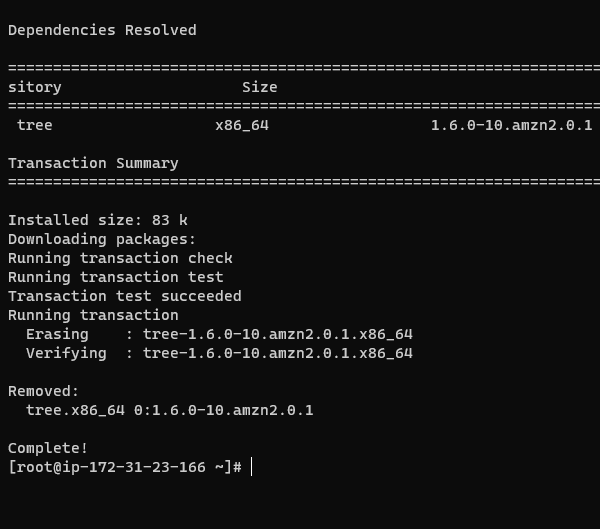 Dependencies Resolved
==================================================================
sitory                    Size
==================================================================
 tree                  x86_64                  1.6.0-10.amzn2.0.1
Transaction Summary
==================================================================
Installed size: 83 k
Downloading packages:
Running transaction check
Running transaction test
Transaction test succeeded
Running transaction
  Erasing    : tree-1.6.0-10.amzn2.0.1.x86_64
  Verifying  : tree-1.6.0-10.amzn2.0.1.x86_64
Removed:
  tree.x86_64 0:1.6.0-10.amzn2.0.1
Complete!
[root@ip-172-31-23-166 ~]#